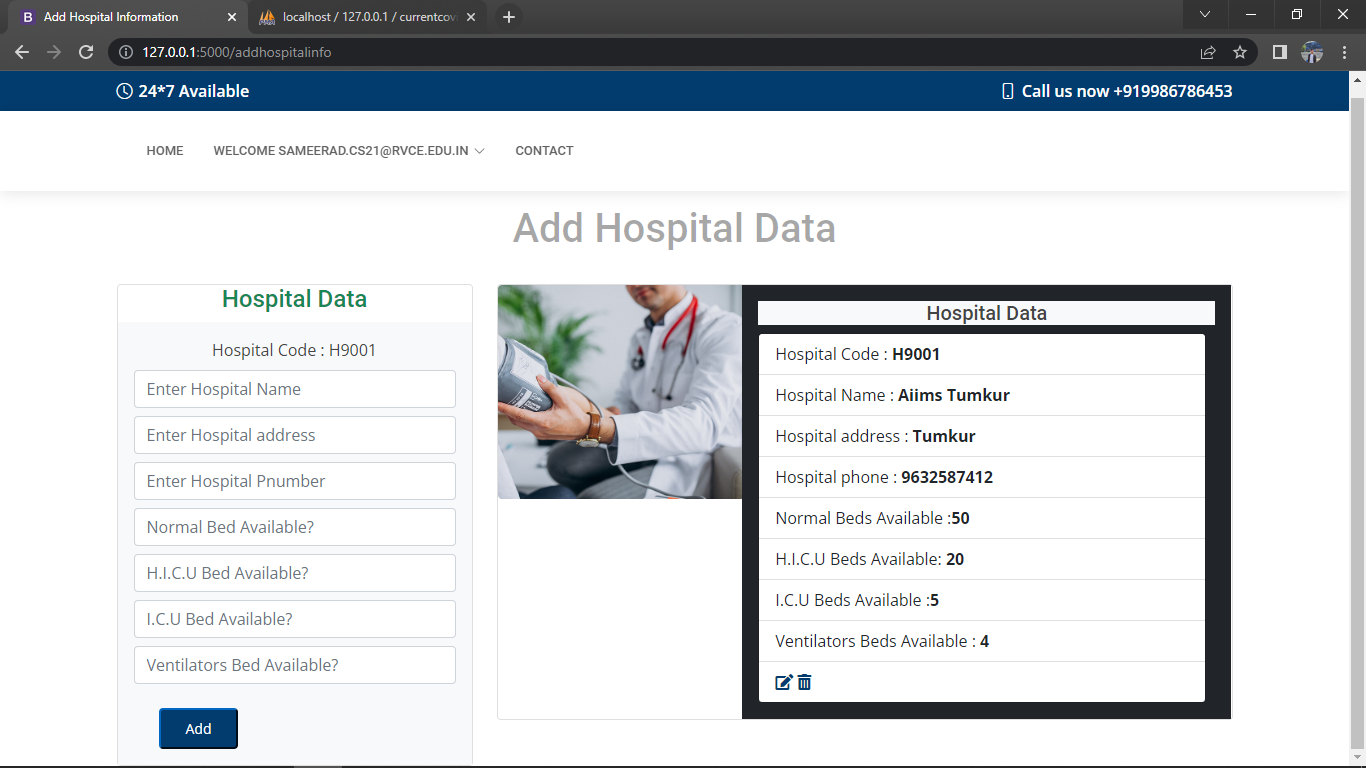 Add Hospital Information
localhost / 127.0.0.1 / currentcov
127.0.0.1:5000/addhospitalinfo
24*7 Available
Call us now +919986786453
HOME
WELCOME SAMEERAD.CS21@RVCE.EDU.IN
CONTACT
Add Hospital Data
Hospital Data
Hospital Code : H9001
Enter Hospital Name
Enter Hospital address
Enter Hospital Pnumber
Normal Bed Available?
H.I.C.U Bed Available?
I.C.U Bed Available?
Ventilators Bed Available?
Add
Hospital Data
Hospital Code : H9001
Hospital Name : Aiims Tumkur
Hospital address : Tumkur
Hospital phone : 9632587412
Normal Beds Available :50
H.I.C.U Beds Available: 20
I.C.U Beds Available :5
Ventilators Beds Available : 4